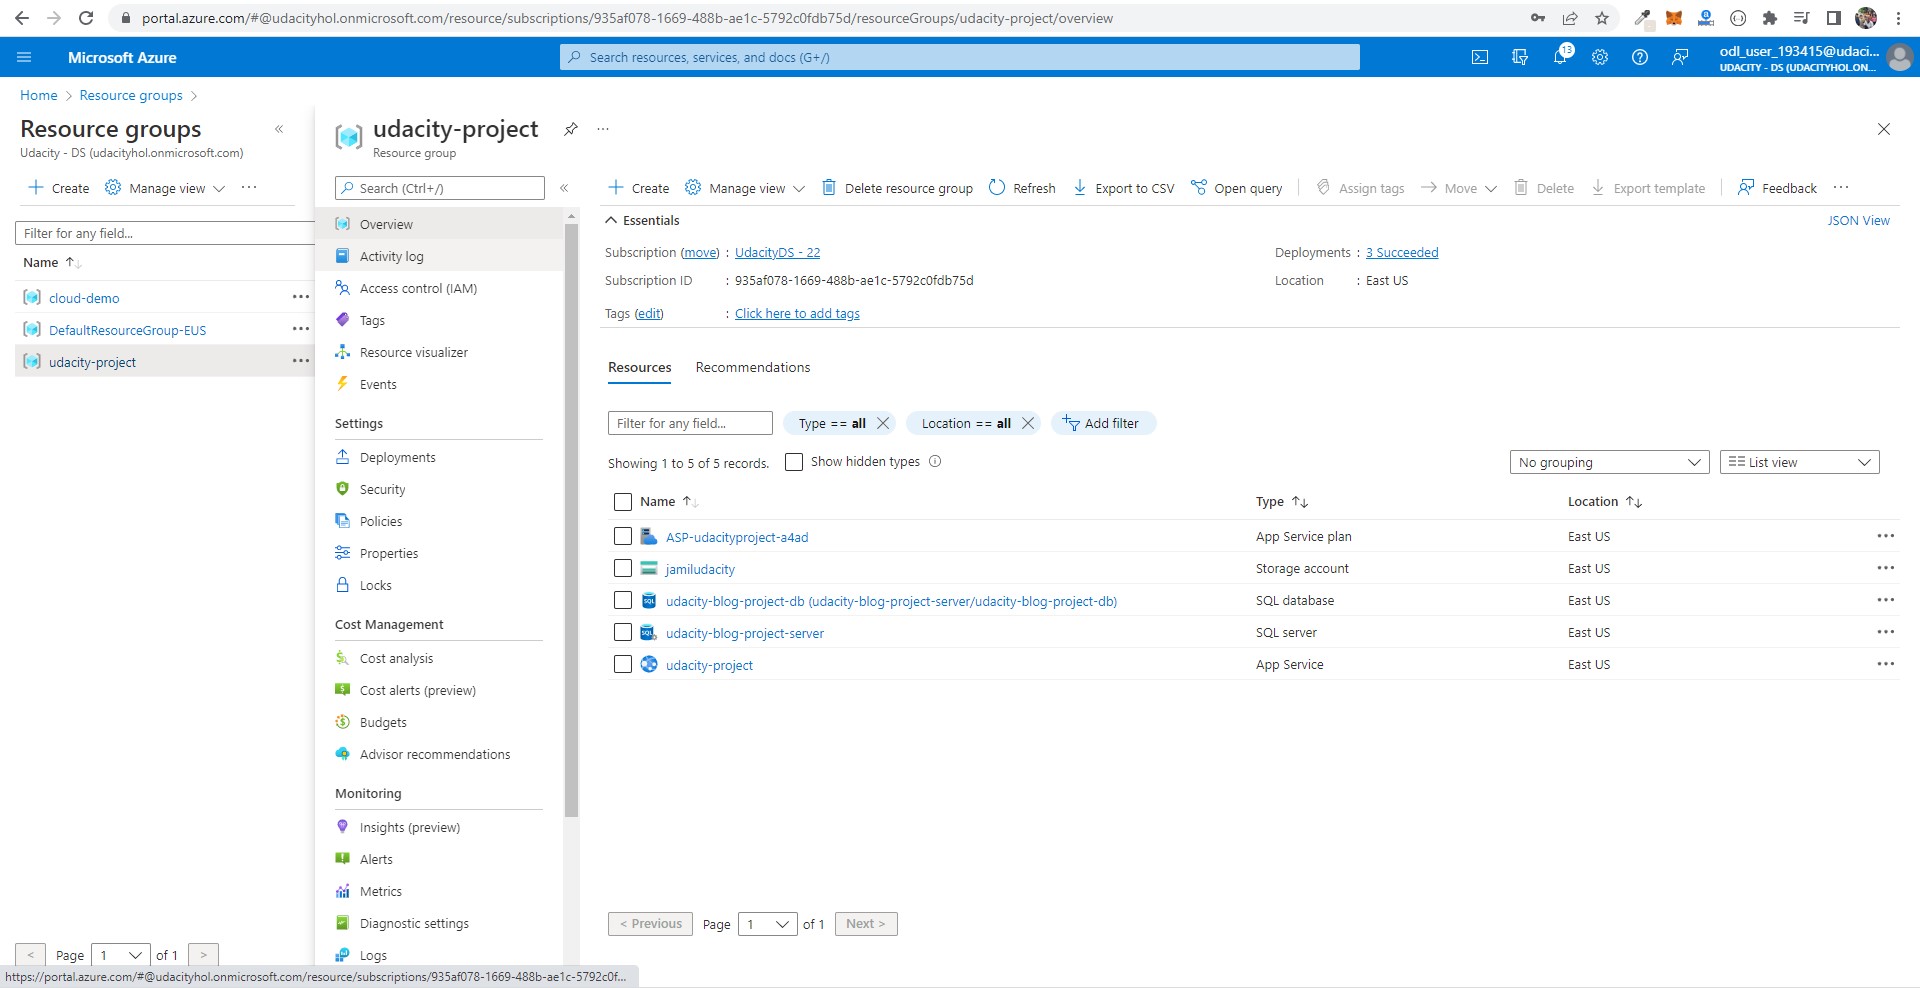 portal.azure.com/#@udacityhol.onmicrosoft.com/resource/subscriptions/935af078-1669-488b-ae1c-5792c0fdb75d/resourceGroups/udacity-project/overview
Microsoft Azure
Search resources, services, and docs (G+/)
13
odl_user_193415@udaci...
UDACITY - DS (UDACITYHOL.ON...
Home > Resource groups >
Resource groups
Udacity - DS (udacityhol.onmicrosoft.com)
Create Manage view
Filter for any field...
Name
cloud-demo
DefaultResourceGroup-EUS
udacity-project
< Page 1 of 1 >
udacity-project
Resource group
Search (Ctrl+/)
Overview
Activity log
Access control (IAM)
Tags
Resource visualizer
Events
Settings
Deployments
Security
Policies
Properties
Locks
Cost Management
Cost analysis
Cost alerts (preview)
Budgets
Advisor recommendations
Monitoring
Insights (preview)
Alerts
Metrics
Diagnostic settings
Logs
Create Manage view Delete resource group Refresh Export to CSV Open query Assign tags Move Delete Export template Feedback
Essentials
JSON View
Subscription (move) : UdacityDS - 22
Deployments : 3 Succeeded
Subscription ID : 935af078-1669-488b-ae1c-5792c0fdb75d
Location : East US
Tags (edit) : Click here to add tags
Resources Recommendations
Filter for any field... Type == all Location == all Add filter
Showing 1 to 5 of 5 records. Show hidden types
No grouping List view
Name Type Location
ASP-udacityproject-a4ad App Service plan East US
jamiludacity Storage account East US
SQL udacity-blog-project-db (udacity-blog-project-server/udacity-blog-project-db) SQL database East US
SQL udacity-blog-project-server SQL server East US
udacity-project App Service East US
< Previous Page 1 of 1 Next >
https://portal.azure.com/#@udacityhol.onmicrosoft.com/resource/subscriptions/935af078-1669-488b-ae1c-5792c0f...